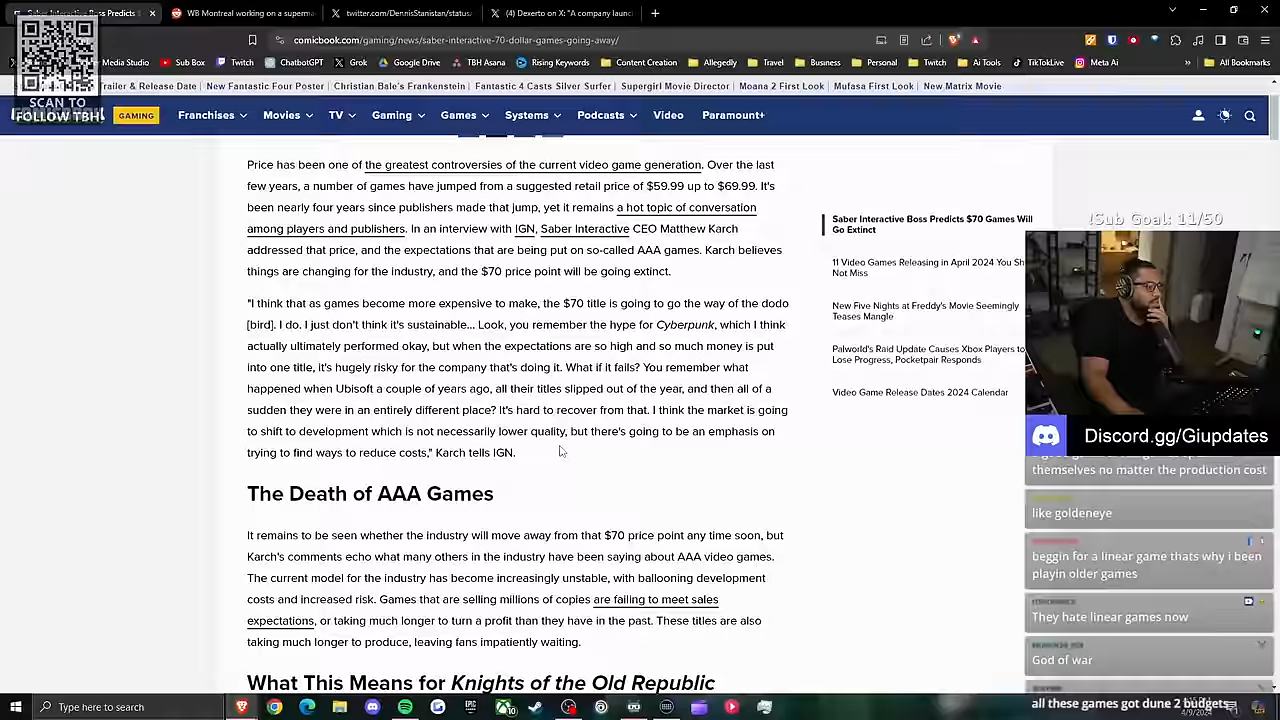 Saber Interactive Boss Predicts
WB Montreal working on a superma
twitter.com/DennisStanistan/status/
(4) Dexerto on X: "A company launc
comicbook.com/gaming/news/saber-interactive-70-dollar-games-going-away/
Media Studio
Sub Box
Twitch
ChatbotGPT
Grok
Google Drive
TBH Asana
Micro Stock
Content Creation
Allegedly
Travel
Business
Personal
Twitch
Ai Tools
TikTokLive
Meta Ai
All Bookmarks
Trailer & Release Date
New Fantastic Four Poster
Christian Bale's Frankenstein
Fantastic 4 Casts Silver Surfer
Supergirl Movie Director
Moana 2 First Look
Mufasa First Look
New Matrix Movie
SCAN TO
FOLLOW TBH!
GAMING
Franchises
Movies
TV
Gaming
Games
Systems
Podcasts
Video
Paramount+
Price has been one of the greatest controversies of the current video game generation. Over the last
few years, a number of games have jumped from a suggested retail price of $59.99 up to $69.99. It's
been nearly four years since publishers made that jump, yet it remains a hot topic of conversation
among players and publishers. In an interview with IGN, Saber Interactive CEO Matthew Karch
addressed that price, and the expectations that are being put on so-called AAA games. Karch believes
things are changing for the industry, and the $70 price point will be going extinct.
"I think that as games become more expensive to make, the $70 title is going to go the way of the dodo
[bird]. I do. I just don't think it's sustainable... Look, you remember the hype for Cyberpunk, which I think
actually ultimately performed okay, but when the expectations are so high and so much money is put
into one title, it's hugely risky for the company that's doing it. What if it fails? You remember what
happened when Ubisoft a couple of years ago, all their titles slipped out of the year, and then all of a
sudden they were in an entirely different place? It's hard to recover from that. I think the market is going
to shift to development which is not necessarily lower quality, but there's going to be an emphasis on
trying to find ways to reduce costs," Karch tells IGN.
The Death of AAA Games
It remains to be seen whether the industry will move away from that $70 price point any time soon, but
Karch's comments echo what many others in the industry have been saying about AAA video games.
The current model for the industry has become increasingly unstable, with ballooning development
costs and increased risk. Games that are selling millions of copies are failing to meet sales
expectations, or taking much longer to turn a profit than they have in the past. These titles are also
taking much longer to produce, leaving fans impatiently waiting.
What This Means for Knights of the Old Republic
Saber Interactive Boss Predicts $70 Games Will
Go Extinct
11 Video Games Releasing in April 2024 You Sh
Not Miss
New Five Nights at Freddy's Movie Seemingly
Teases Mangle
Palworld's Raid Update Causes Xbox Players to
Lose Progress, Pocketpair Responds
Video Game Release Dates 2024 Calendar
!Sub Goal: 11/50
Discord.gg/Giupdates
themselves no matter the production cost
like goldeneye
beggin for a linear game thats why i been
playin older games
They hate linear games now
God of war
all these games got dune 2 budgets
Type here to search
4/9/2024